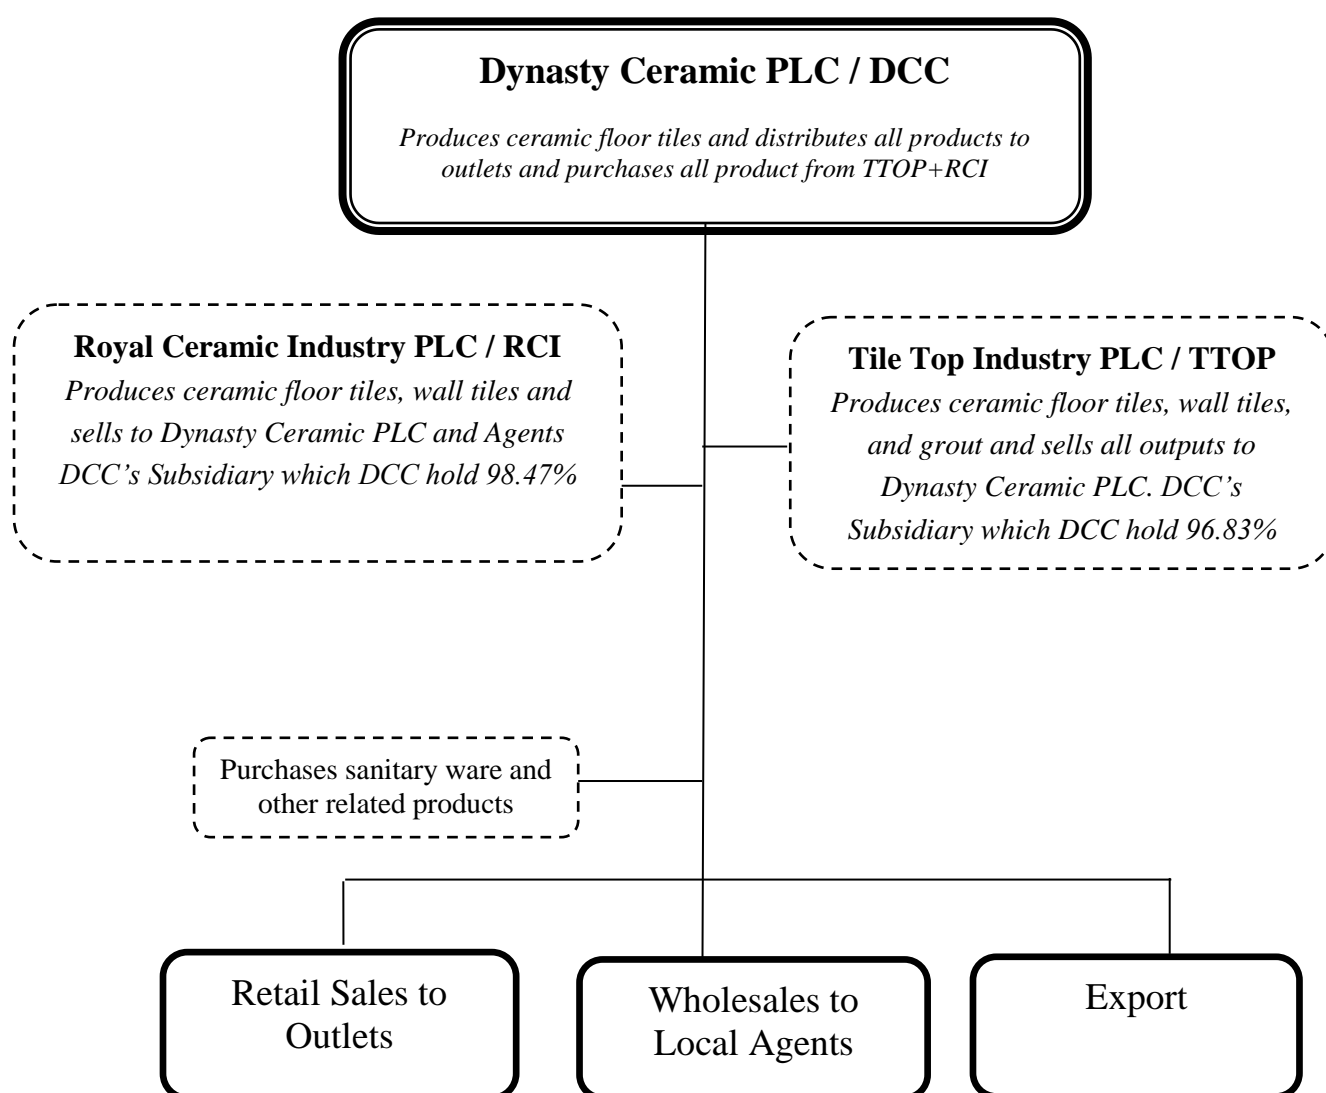 Dynasty Ceramic PLC / DCC
Produces ceramic floor tiles and distributes all products to
outlets and purchases all product from TTOP+RCI
Royal Ceramic Industry PLC / RCI
Produces ceramic floor tiles, wall tiles and
sells to Dynasty Ceramic PLC and Agents
DCC’s Subsidiary which DCC hold 98.47%
Tile Top Industry PLC / TTOP
Produces ceramic floor tiles, wall tiles,
and grout and sells all outputs to
Dynasty Ceramic PLC. DCC’s
Subsidiary which DCC hold 96.83%
Purchases sanitary ware and
other related products
Retail Sales to
Outlets
Wholesales to
Local Agents
Export